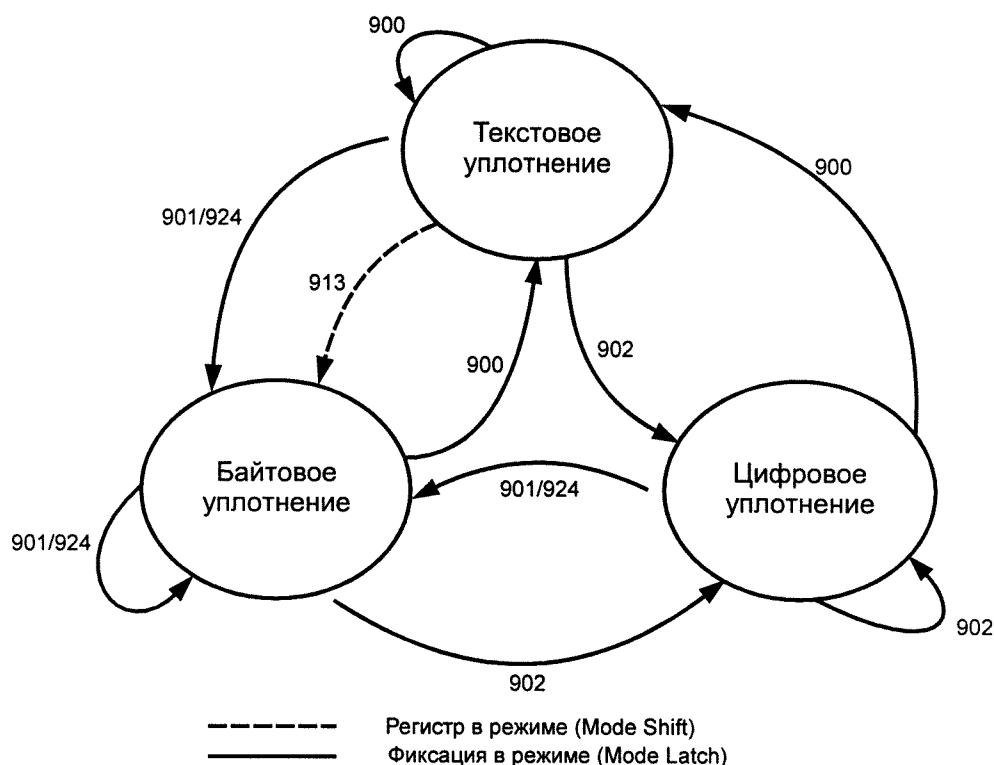 900
Текстовое
уплотнение
900
901/924
913
902
900
Байтовое
уплотнение
901/924
Цифровое
уплотнение
901/924
902
902
Регистр в режиме (Mode Shift)
Фиксация в режиме (Mode Latch)